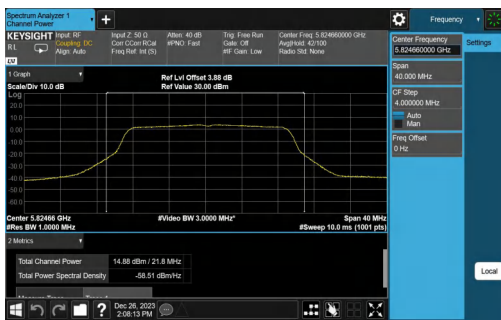 Spectrum Analyzer 1
Channel Power
+
Frequency
KEYSIGHT
Input: RF
Coupling: DC
Align: Auto
Input Z: 50 Ω
Corr CCorr RCal
Freq Ref: Int (S)
Atten: 40 dB
#PNO: Fast
Trig: Free Run
Gate: Off
#IF Gain: Low
Center Freq: 5.824660000 GHz
Avg|Hold: 42/100
Radio Std: None
RL
Center Frequency
5.824660000 GHz
Settings
Span
40.000 MHz
CF Step
4.000000 MHz
Auto
Man
Freq Offset
0 Hz
1 Graph
Scale/Div 10.0 dB
Ref Lvl Offset 3.88 dB
Ref Value 30.00 dBm
Log
20.0
10.0
0.00
-10.0
-20.0
-30.0
-40.0
-50.0
-60.0
Center 5.82466 GHz
#Res BW 1.0000 MHz
#Video BW 3.0000 MHz*
Span 40 MHz
#Sweep 10.0 ms (1001 pts)
2 Metrics
Total Channel Power
14.88 dBm / 21.8 MHz
Total Power Spectral Density
-58.51 dBm/Hz
Local
?
Dec 26, 2023
2:08:13 PM